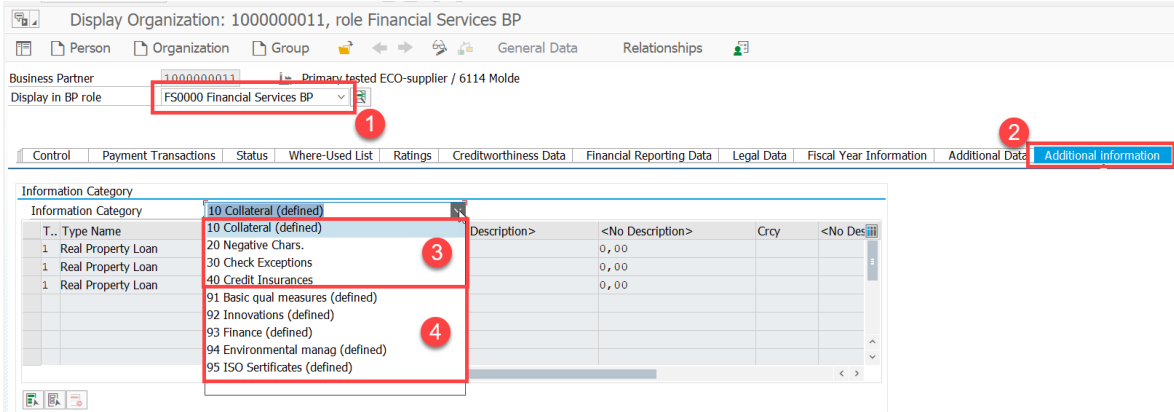 Display Organization: 1000000011, role Financial Services BP
Person Organization Group General Data Relationships
Business Partner 1000000011 Primary tested ECO-supplier / 6114 Molde
Display in BP role FS0000 Financial Services BP
1
2
Control Payment Transactions Status Where-Used List Ratings Creditworthiness Data Financial Reporting Data Legal Data Fiscal Year Information Additional Data Additional information
Information Category
Information Category 10 Collateral (defined)
T.. Type Name 10 Collateral (defined) Description> <No Description> Crcy <No Des
1 Real Property Loan 20 Negative Chars. 0,00
1 Real Property Loan 30 Check Exceptions 3 0,00
1 Real Property Loan 40 Credit Insurances 0,00
91 Basic qual measures (defined)
92 Innovations (defined)
93 Finance (defined) 4
94 Environmental manag (defined)
95 ISO Sertificates (defined)